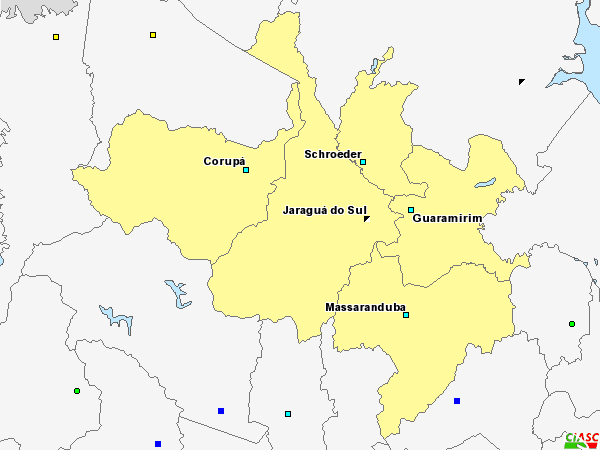 Schroeder
Corupá
Jaraguá do Sul
Guaramirim
Massaranduba
CIASC